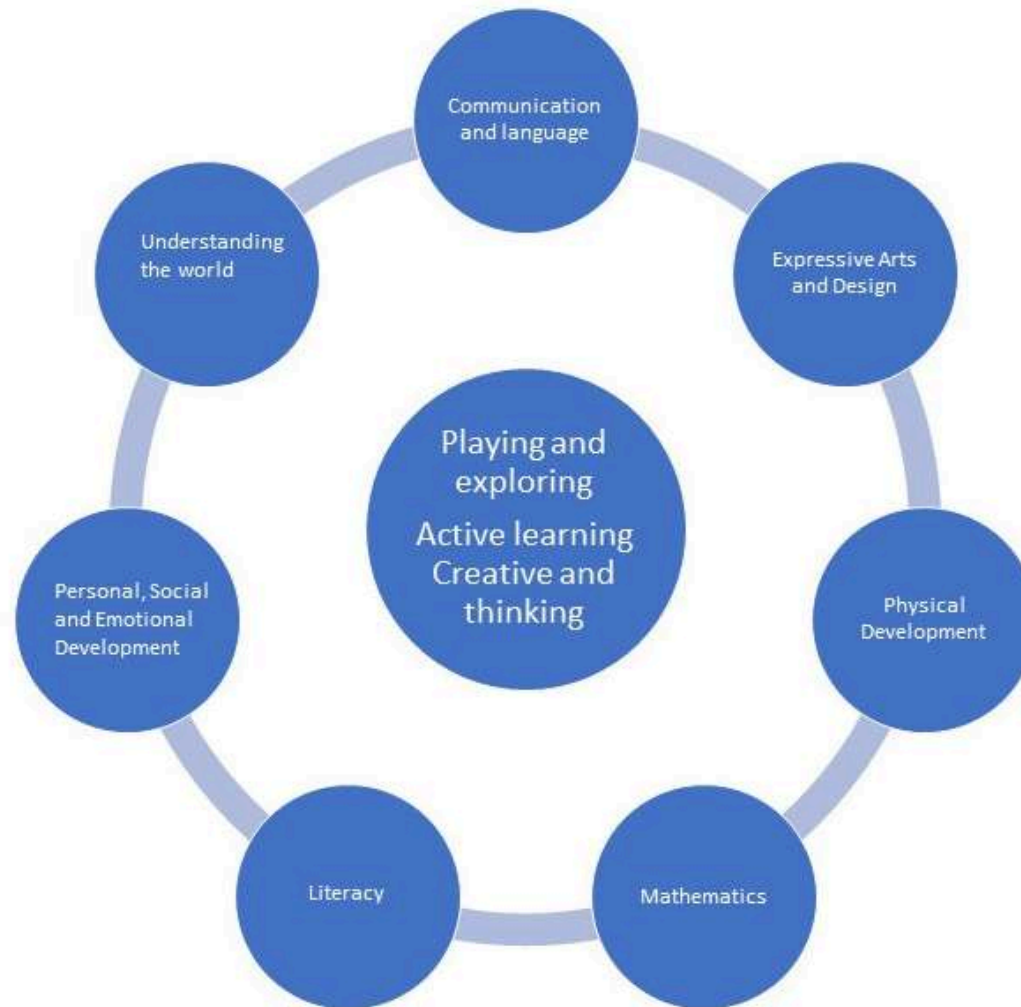 Communication
and language
Expressive Arts
and Design
Physical
Development
Mathematics
Literacy
Personal, Social
and Emotional
Development
Understanding
the world
Playing and
exploring
Active learning
Creative and
thinking